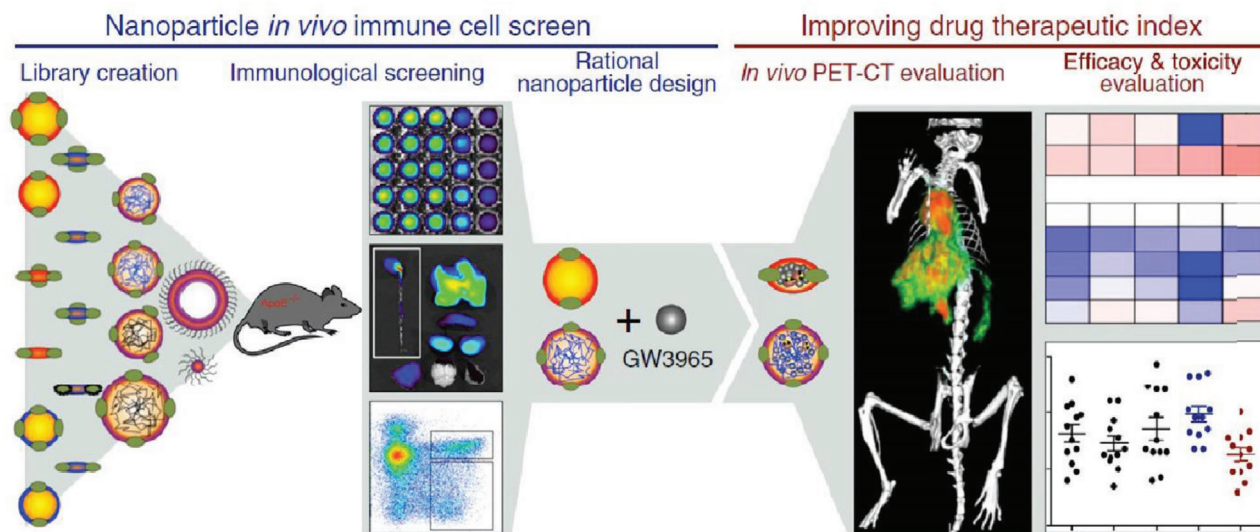 Nanoparticle in vivo immune cell screen
Improving drug therapeutic index
Library creation
Immunological screening
Rational
nanoparticle design
In vivo PET-CT evaluation
Efficacy & toxicity
evaluation
ApoE-/-
+
GW3965